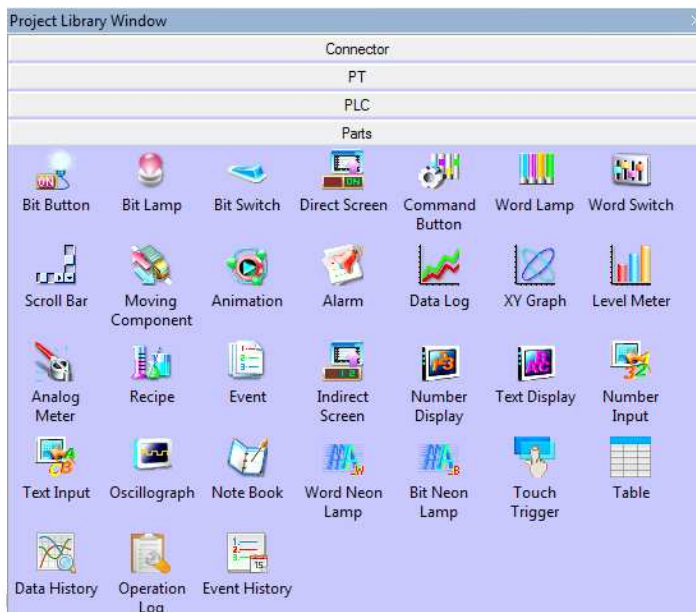 Project Library Window
Connector
PT
PLC
Parts
Bit Button Bit Lamp Bit Switch Direct Screen Command Button Word Lamp Word Switch
Scroll Bar Moving Component Animation Alarm Data Log XY Graph Level Meter
Analog Meter Recipe Event Indirect Screen Number Display Text Display Number Input
Text Input Oscillograph Note Book Word Neon Lamp Bit Neon Lamp Touch Trigger Table
Data History Operation Log Event History